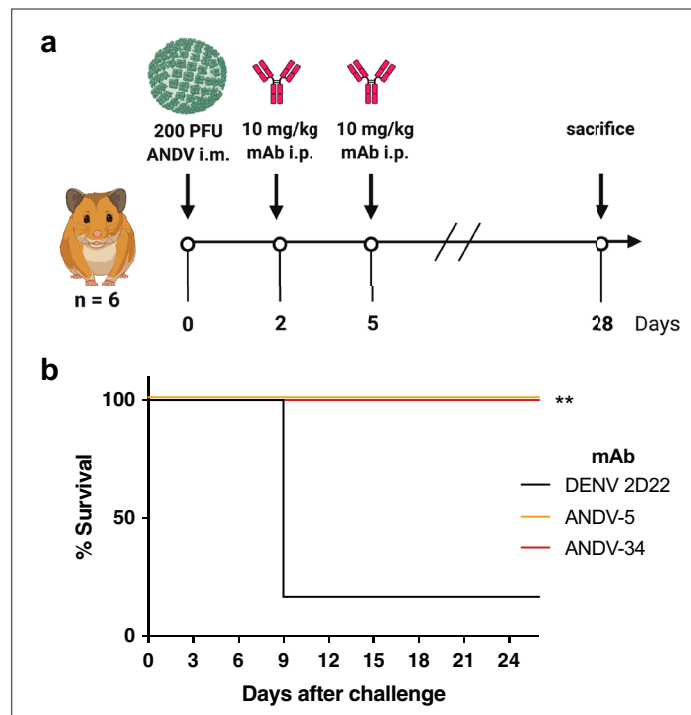 a
200 PFU
ANDV i.m.
10 mg/kg
mAb i.p.
10 mg/kg
mAb i.p.
sacrifice
n = 6
0 2 5 28 Days
b
% Survival
100
50
0
**
mAb
DENV 2D22
ANDV-5
ANDV-34
0 3 6 9 12 15 18 21 24
Days after challenge